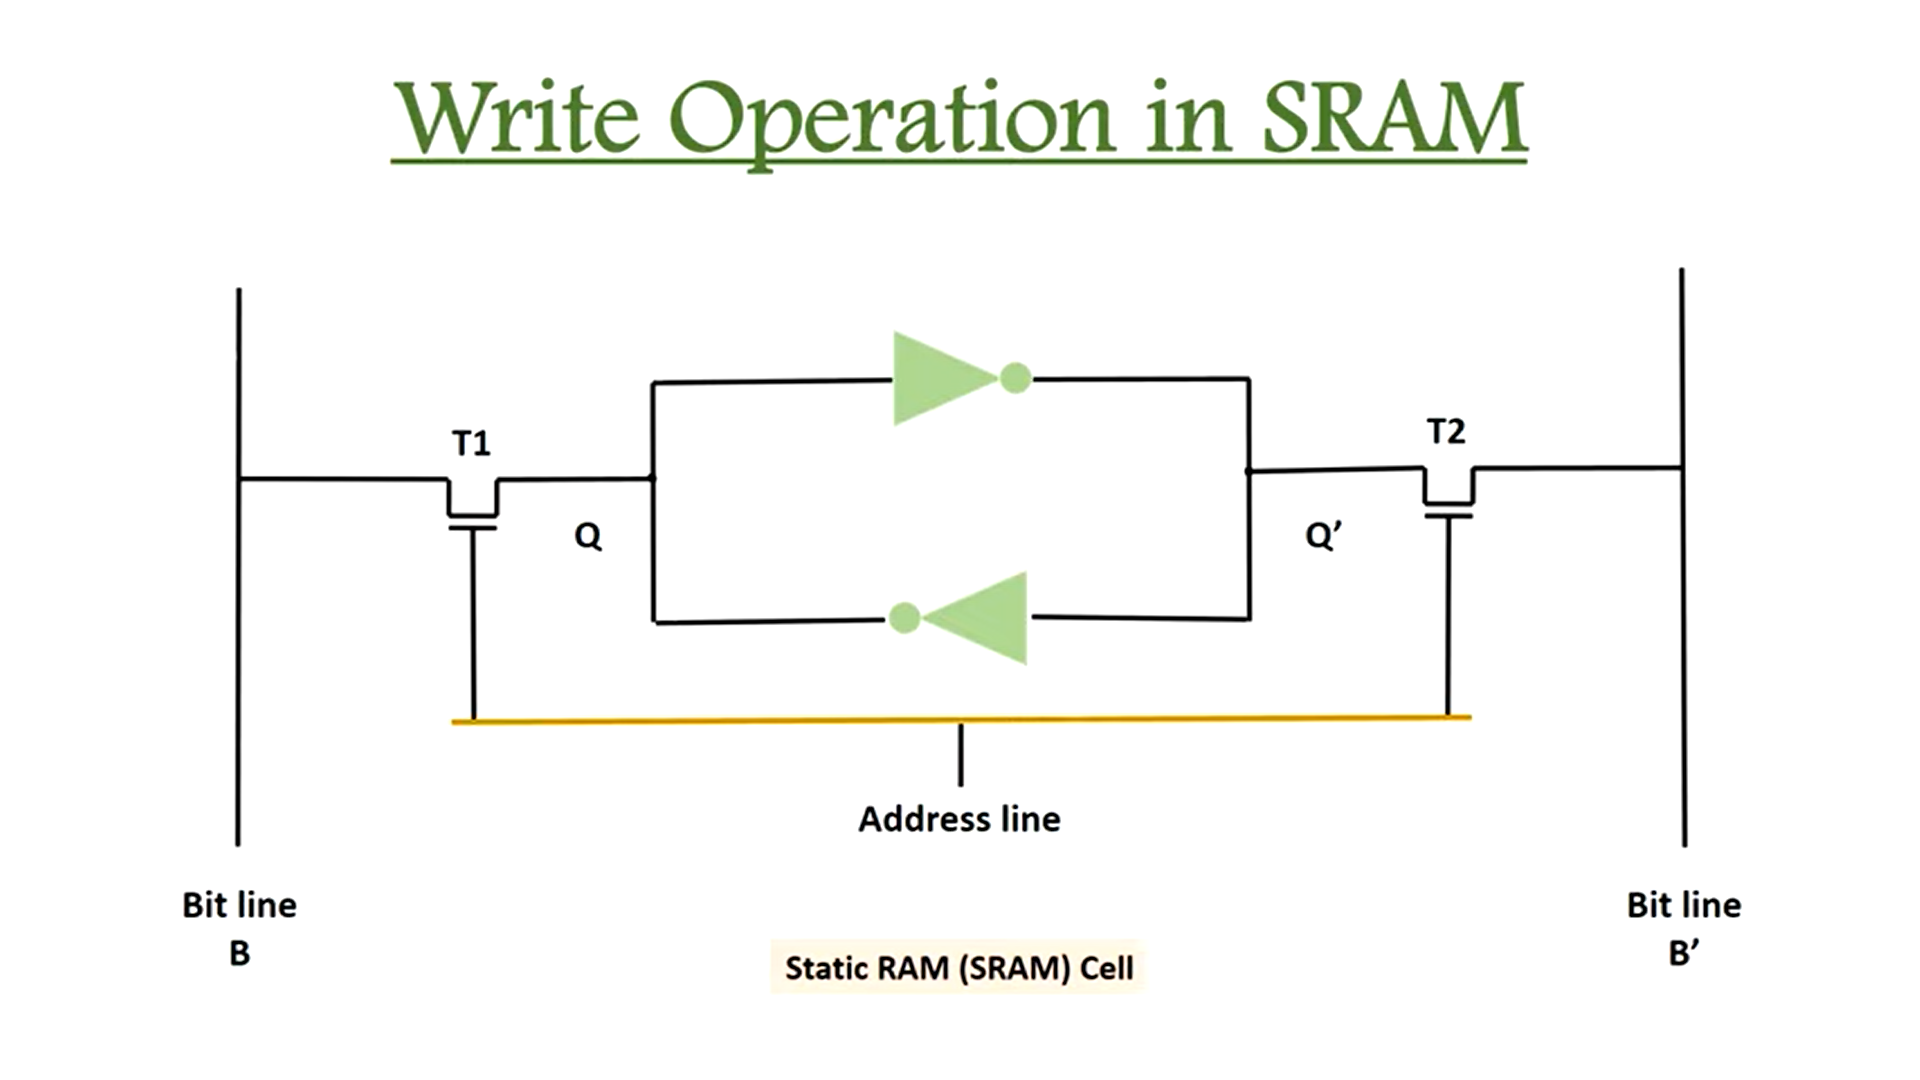 Write Operation in SRAM
T1
T2
Q
Q’
Address line
Bit line
B
Bit line
B’
Static RAM (SRAM) Cell